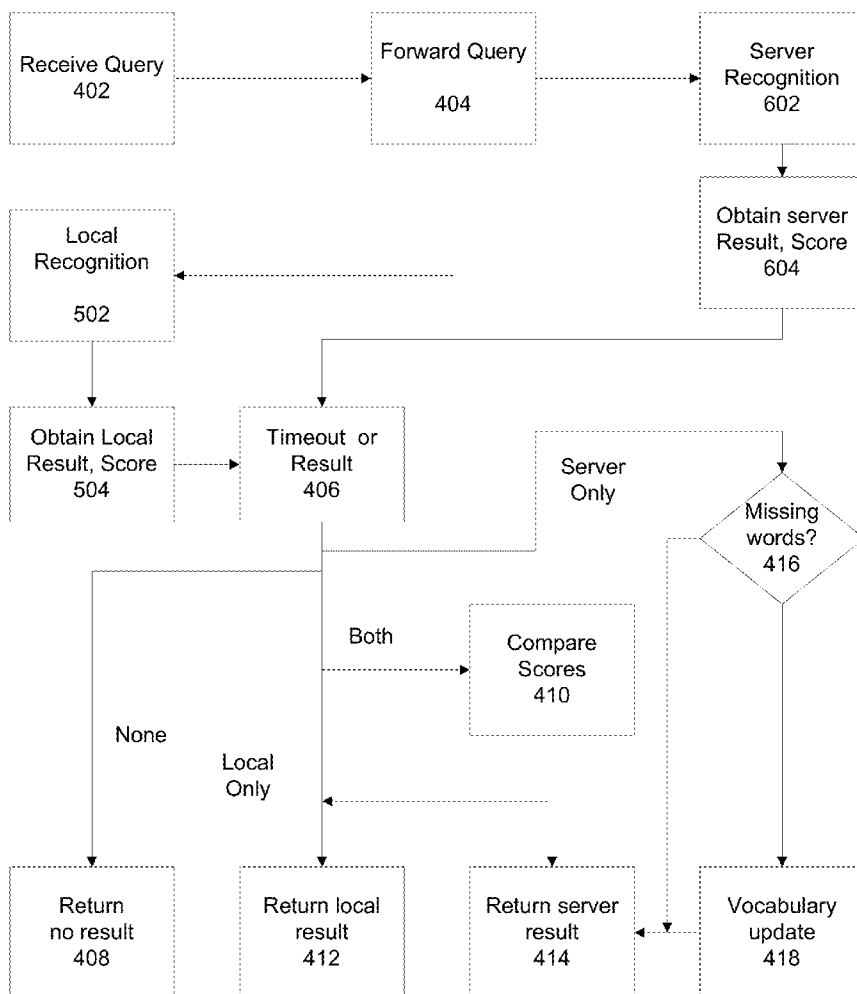 Receive Query
402
Forward Query
404
Server
Recognition
602
Local
Recognition
502
Obtain server
Result, Score
604
Obtain Local
Result, Score
504
Timeout or
Result
406
Server
Only
Missing
words?
416
Both
Compare
Scores
410
None
Local
Only
Return
no result
408
Return local
result
412
Return server
result
414
Vocabulary
update
418